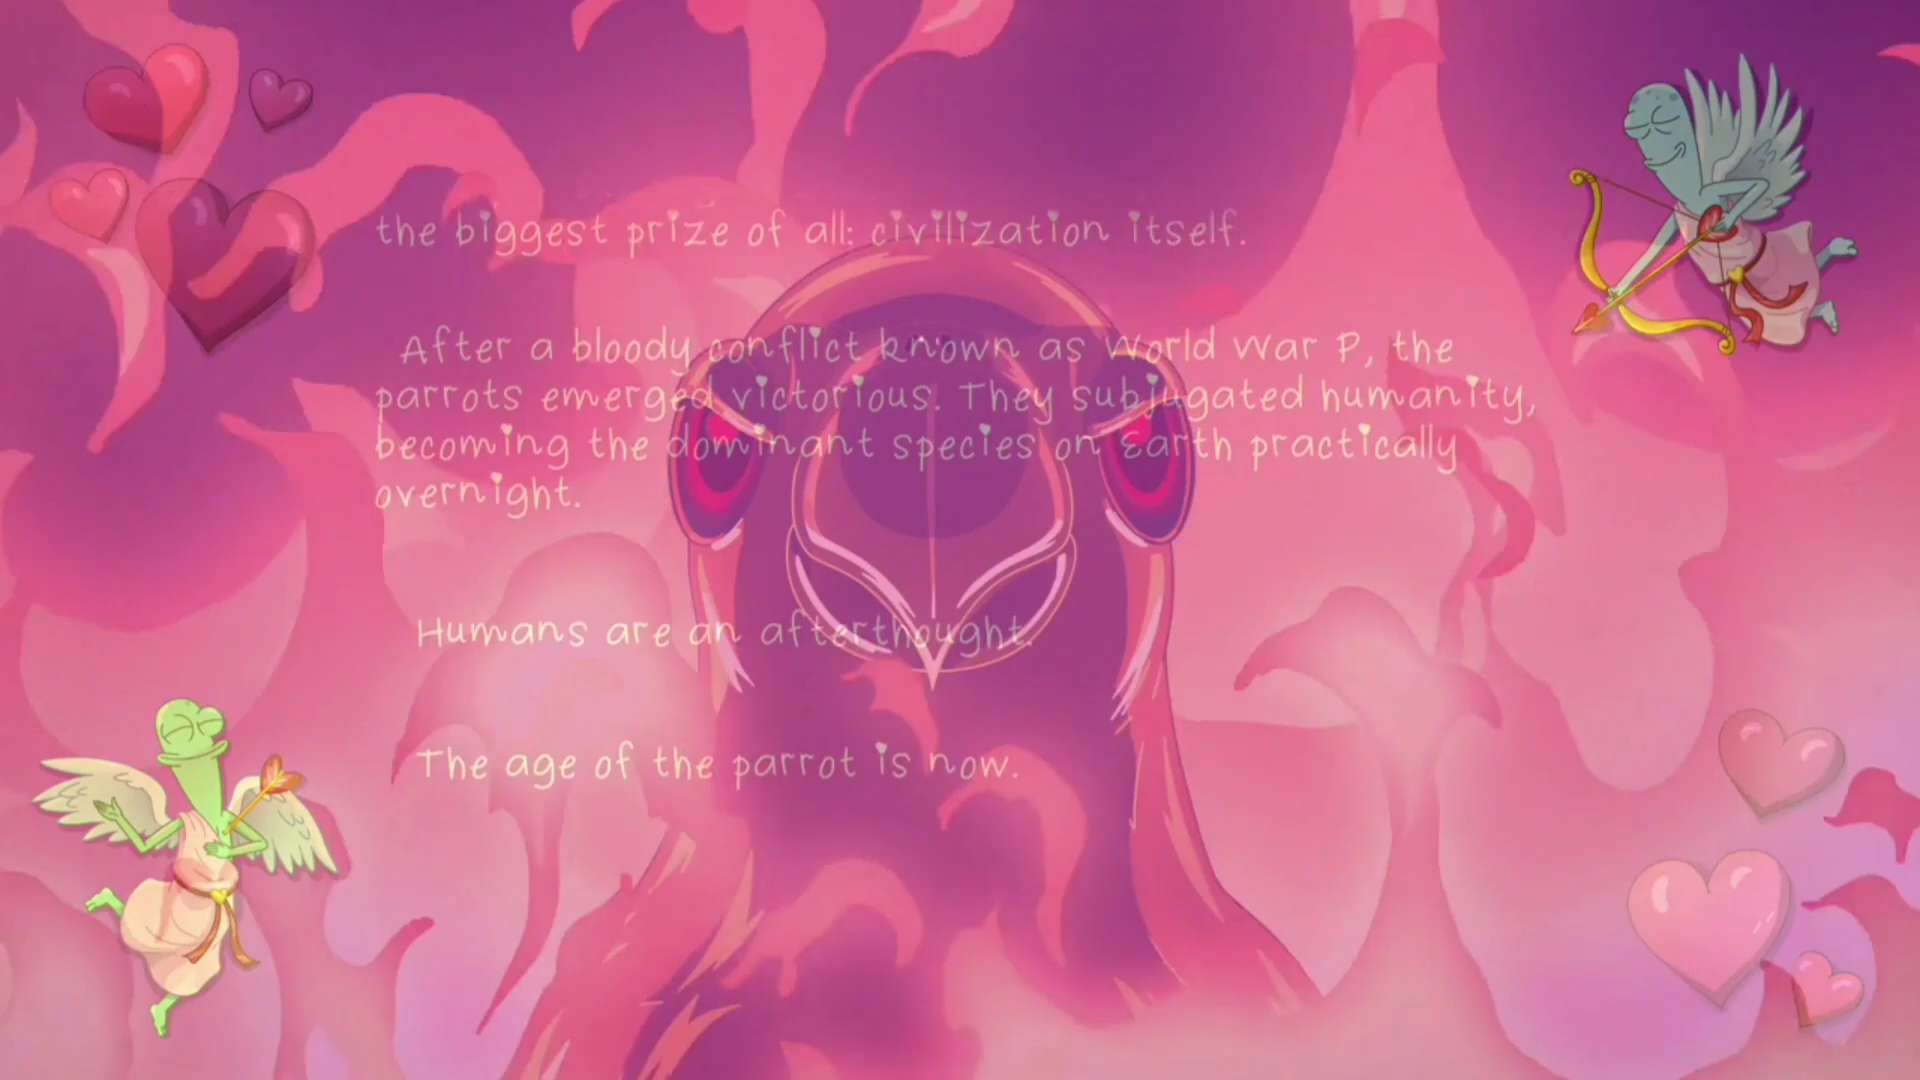 the biggest prize of all: civilization itself.
After a bloody conflict known as World War P, the
parrots emerged victorious. They subjugated humanity,
becoming the dominant species on Earth practically
overnight.
Humans are an afterthought.
The age of the parrot is now.